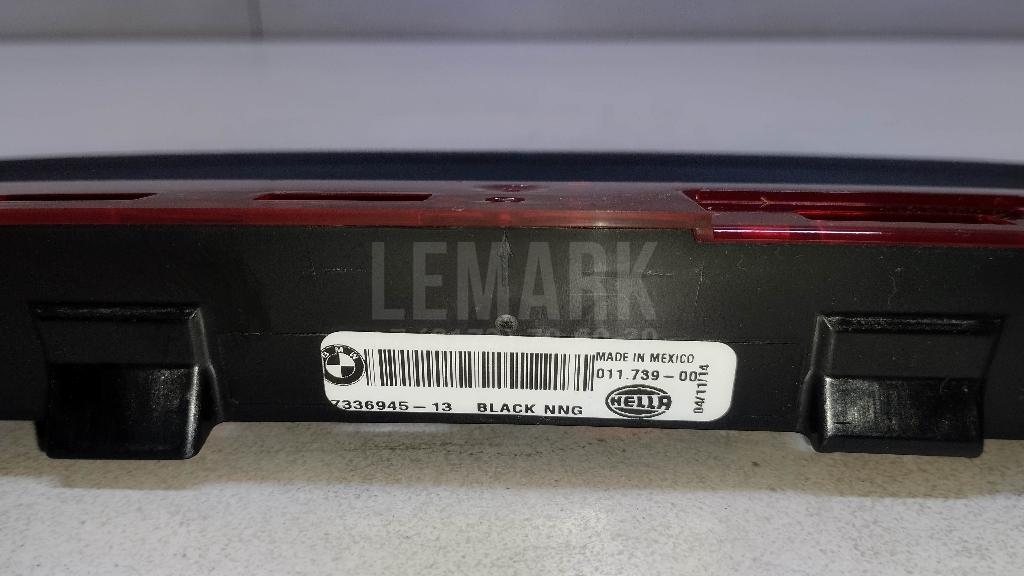 LEMARK
BMW
MADE IN MEXICO
011.739-00
04/11/14
7336945-13 BLACK NNG
HELLA